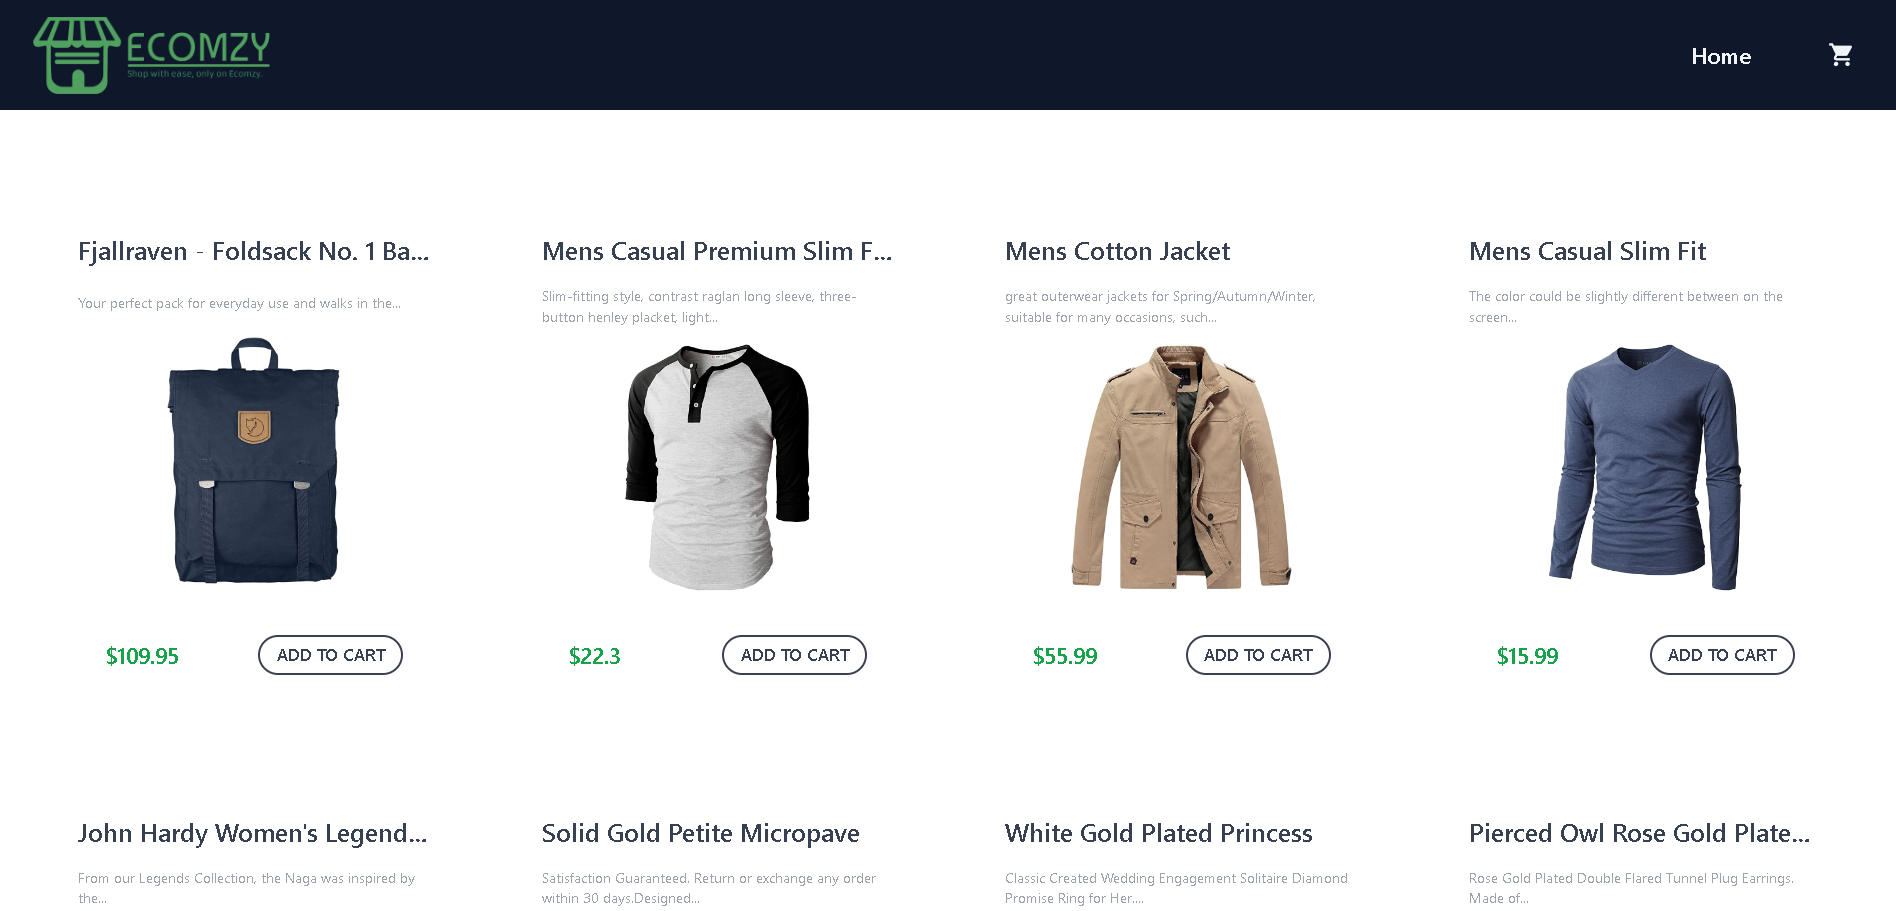 ECOMZY
Shop with ease, only on Ecomzy.
Home
Fjallraven - Foldsack No. 1 Ba...
Your perfect pack for everyday use and walks in the...
$109.95
ADD TO CART
Mens Casual Premium Slim F...
Slim-fitting style, contrast raglan long sleeve, three-
button henley placket, light...
$22.3
ADD TO CART
Mens Cotton Jacket
great outerwear jackets for Spring/Autumn/Winter,
suitable for many occasions, such...
$55.99
ADD TO CART
Mens Casual Slim Fit
The color could be slightly different between on the
screen...
$15.99
ADD TO CART
John Hardy Women's Legend...
From our Legends Collection, the Naga was inspired by
the...
Solid Gold Petite Micropave
Satisfaction Guaranteed. Return or exchange any order
within 30 days.Designed...
White Gold Plated Princess
Classic Created Wedding Engagement Solitaire Diamond
Promise Ring for Her....
Pierced Owl Rose Gold Plate...
Rose Gold Plated Double Flared Tunnel Plug Earrings.
Made of...